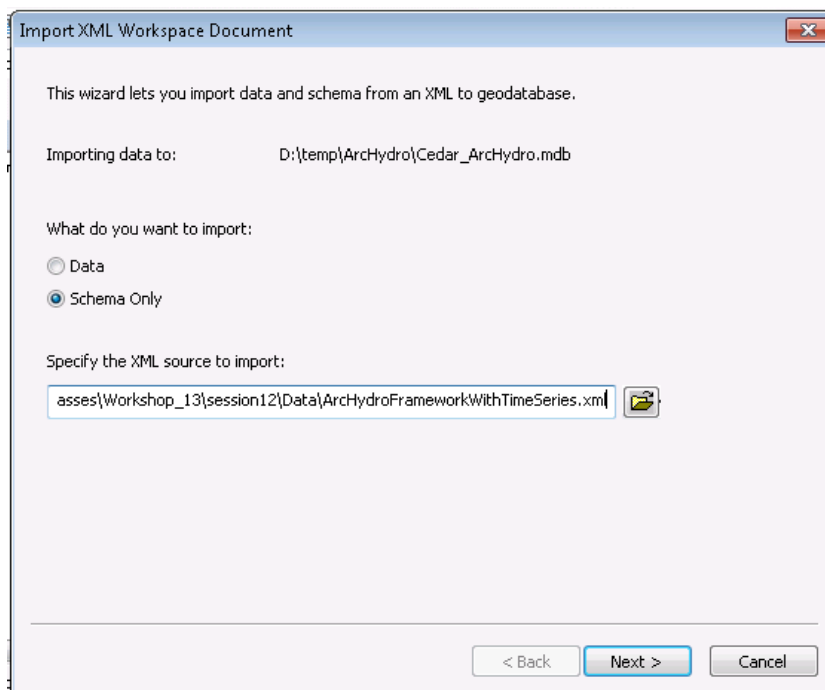 Import XML Workspace Document
This wizard lets you import data and schema from an XML to geodatabase.
Importing data to: D:\temp\ArcHydro\Cedar_ArcHydro.mdb
What do you want to import:
Data
Schema Only
Specify the XML source to import:
asses\Workshop_13\session12\Data\ArcHydroFrameworkWithTimeSeries.xml
< Back Next > Cancel